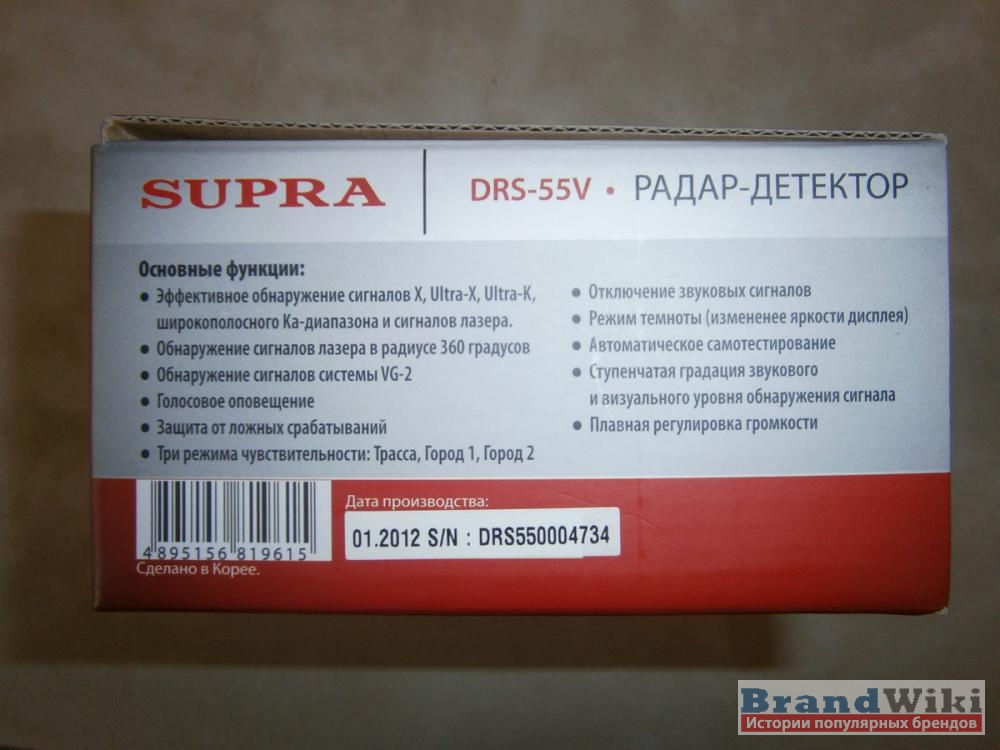 SUPRA
DRS-55V • РАДАР-ДЕТЕКТОР
Основные функции:
• Эффективное обнаружение сигналов X, Ultra-X, Ultra-K,
широкополосного Ka-диапазона и сигналов лазера.
• Обнаружение сигналов лазера в радиусе 360 градусов
• Обнаружение сигналов системы VG-2
• Голосовое оповещение
• Защита от ложных срабатываний
• Три режима чувствительности: Трасса, Город 1, Город 2
• Отключение звуковых сигналов
• Режим темноты (измененее яркости дисплея)
• Автоматическое самотестирование
• Ступенчатая градация звукового
и визуального уровня обнаружения сигнала
• Плавная регулировка громкости
4 895156 819615
Сделано в Корее.
Дата производства:
01.2012 S/N : DRS550004734
BrandWiki
Истории популярных брендов